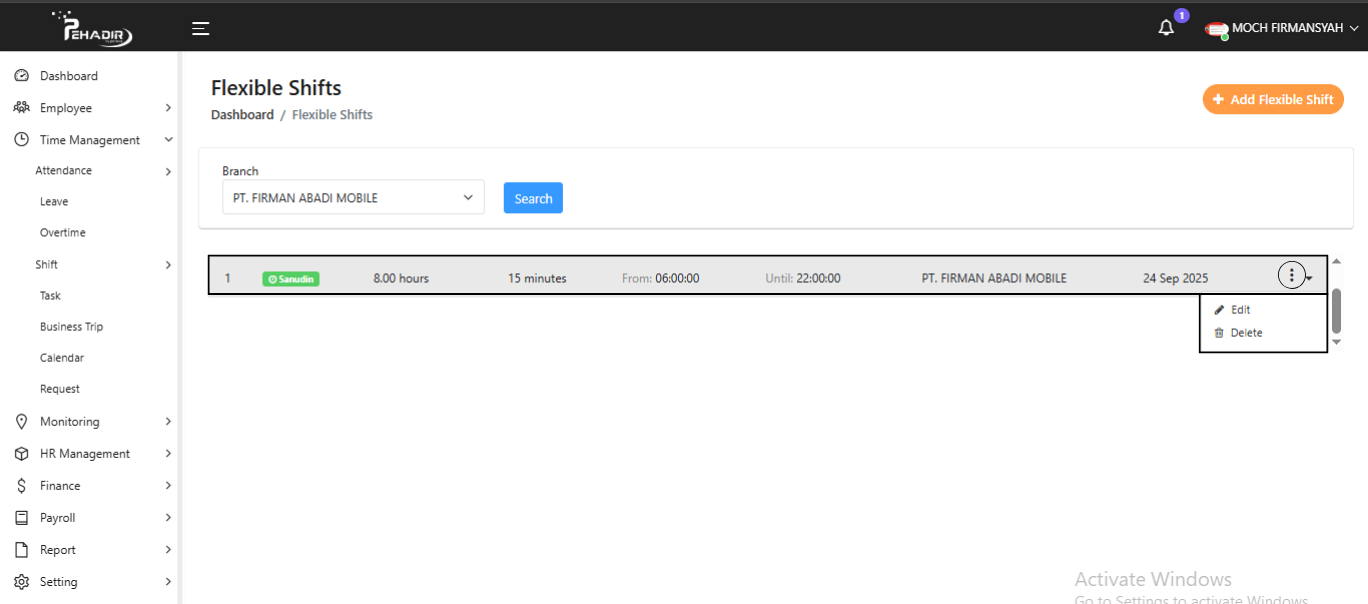 PEHADIR
1
MOCH FIRMANSYAH
Dashboard
Employee
Time Management
Attendance
Leave
Overtime
Shift
Task
Business Trip
Calendar
Request
Monitoring
HR Management
Finance
Payroll
Report
Setting
Flexible Shifts
Dashboard / Flexible Shifts
+ Add Flexible Shift
Branch
PT. FIRMAN ABADI MOBILE
Search
1 Sanudin 8.00 hours 15 minutes From: 06:00:00 Until: 22:00:00 PT. FIRMAN ABADI MOBILE 24 Sep 2025
Edit
Delete
Activate Windows
Go to Settings to activate Windows.